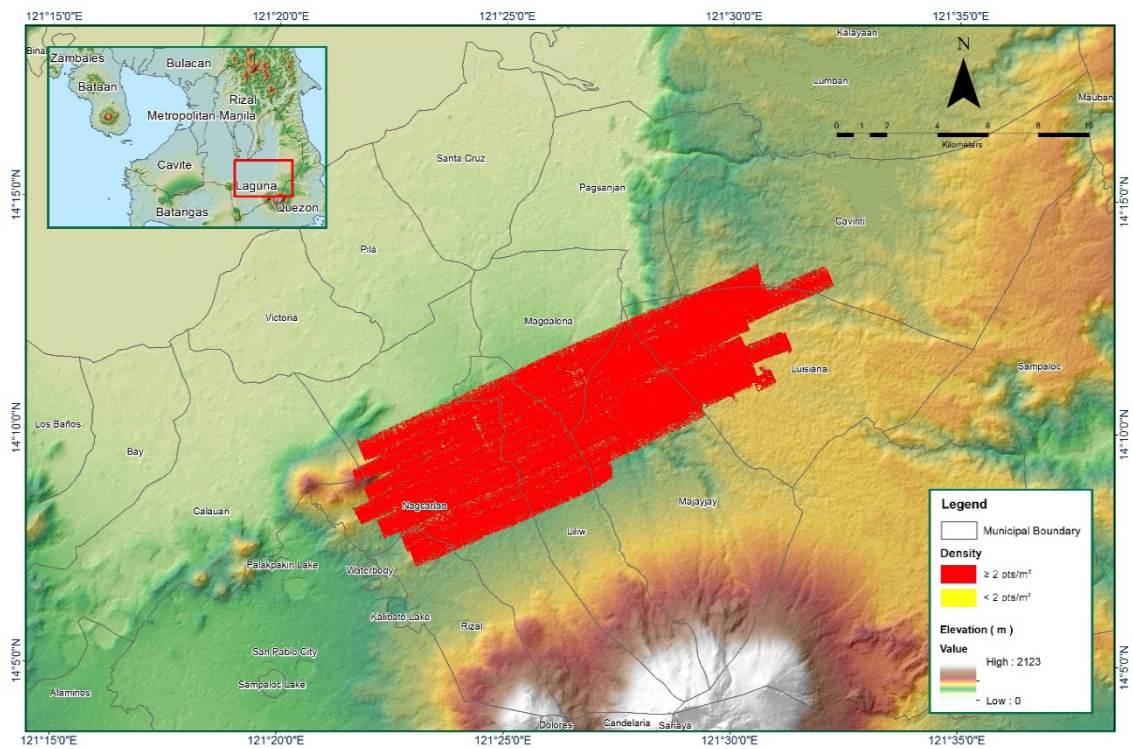 121°15'0"E
121°20'0"E
121°25'0"E
121°30'0"E
121°35'0"E
Zambales
Bulacan
Bataan
Rizal
Metropolitan Manila
Cavite
Laguna
Batangas
Quezon
Kalayaan
Lumban
Mauban
N
0 1 2 4 6 8 10
Kilometers
Santa Cruz
Pagsanjan
Cavinti
14°15'0"N
14°15'0"N
Pila
Victoria
Magdalena
Luisiana
Sampaloc
Los Baños
Bay
14°10'0"N
14°10'0"N
Calauan
Nagcarlan
Majayjay
Liliw
Palakpakin Lake
Waterbody
Kalibato Lake
Rizal
San Pablo City
Sampaloc Lake
14°5'0"N
14°5'0"N
Alaminos
Dolores
Candelaria
Sariaya
Legend
Municipal Boundary
Density
≥ 2 pts/m²
< 2 pts/m²
Elevation ( m )
Value
High : 2123
Low : 0
121°15'0"E
121°20'0"E
121°25'0"E
121°30'0"E
121°35'0"E